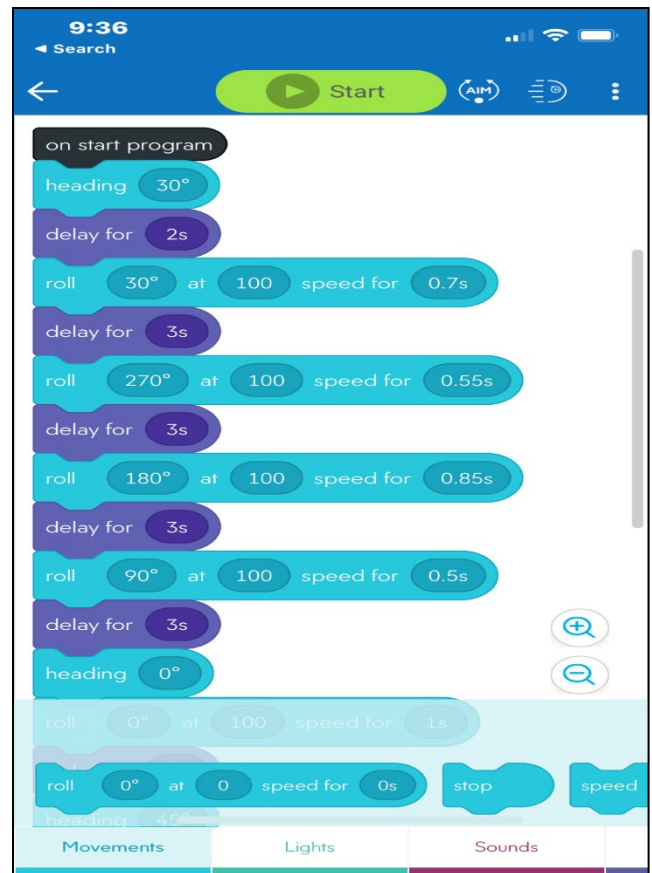 9:36
◄ Search
Start
AIM
on start program
heading 30°
delay for 2s
roll 30° at 100 speed for 0.7s
delay for 3s
roll 270° at 100 speed for 0.55s
delay for 3s
roll 180° at 100 speed for 0.85s
delay for 3s
roll 90° at 100 speed for 0.5s
delay for 3s
heading 0°
roll 0° at 100 speed for 1s
roll 0° at 0 speed for 0s stop speed
heading 45°
Movements Lights Sounds